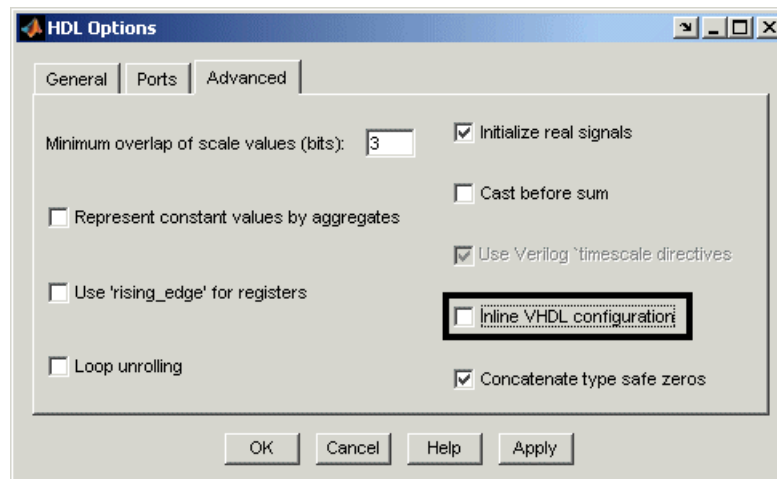 HDL Options
General Ports Advanced
Minimum overlap of scale values (bits): 3
Initialize real signals
Cast before sum
Represent constant values by aggregates
Use Verilog `timescale directives
Use 'rising_edge' for registers
Inline VHDL configuration
Loop unrolling
Concatenate type safe zeros
OK Cancel Help Apply